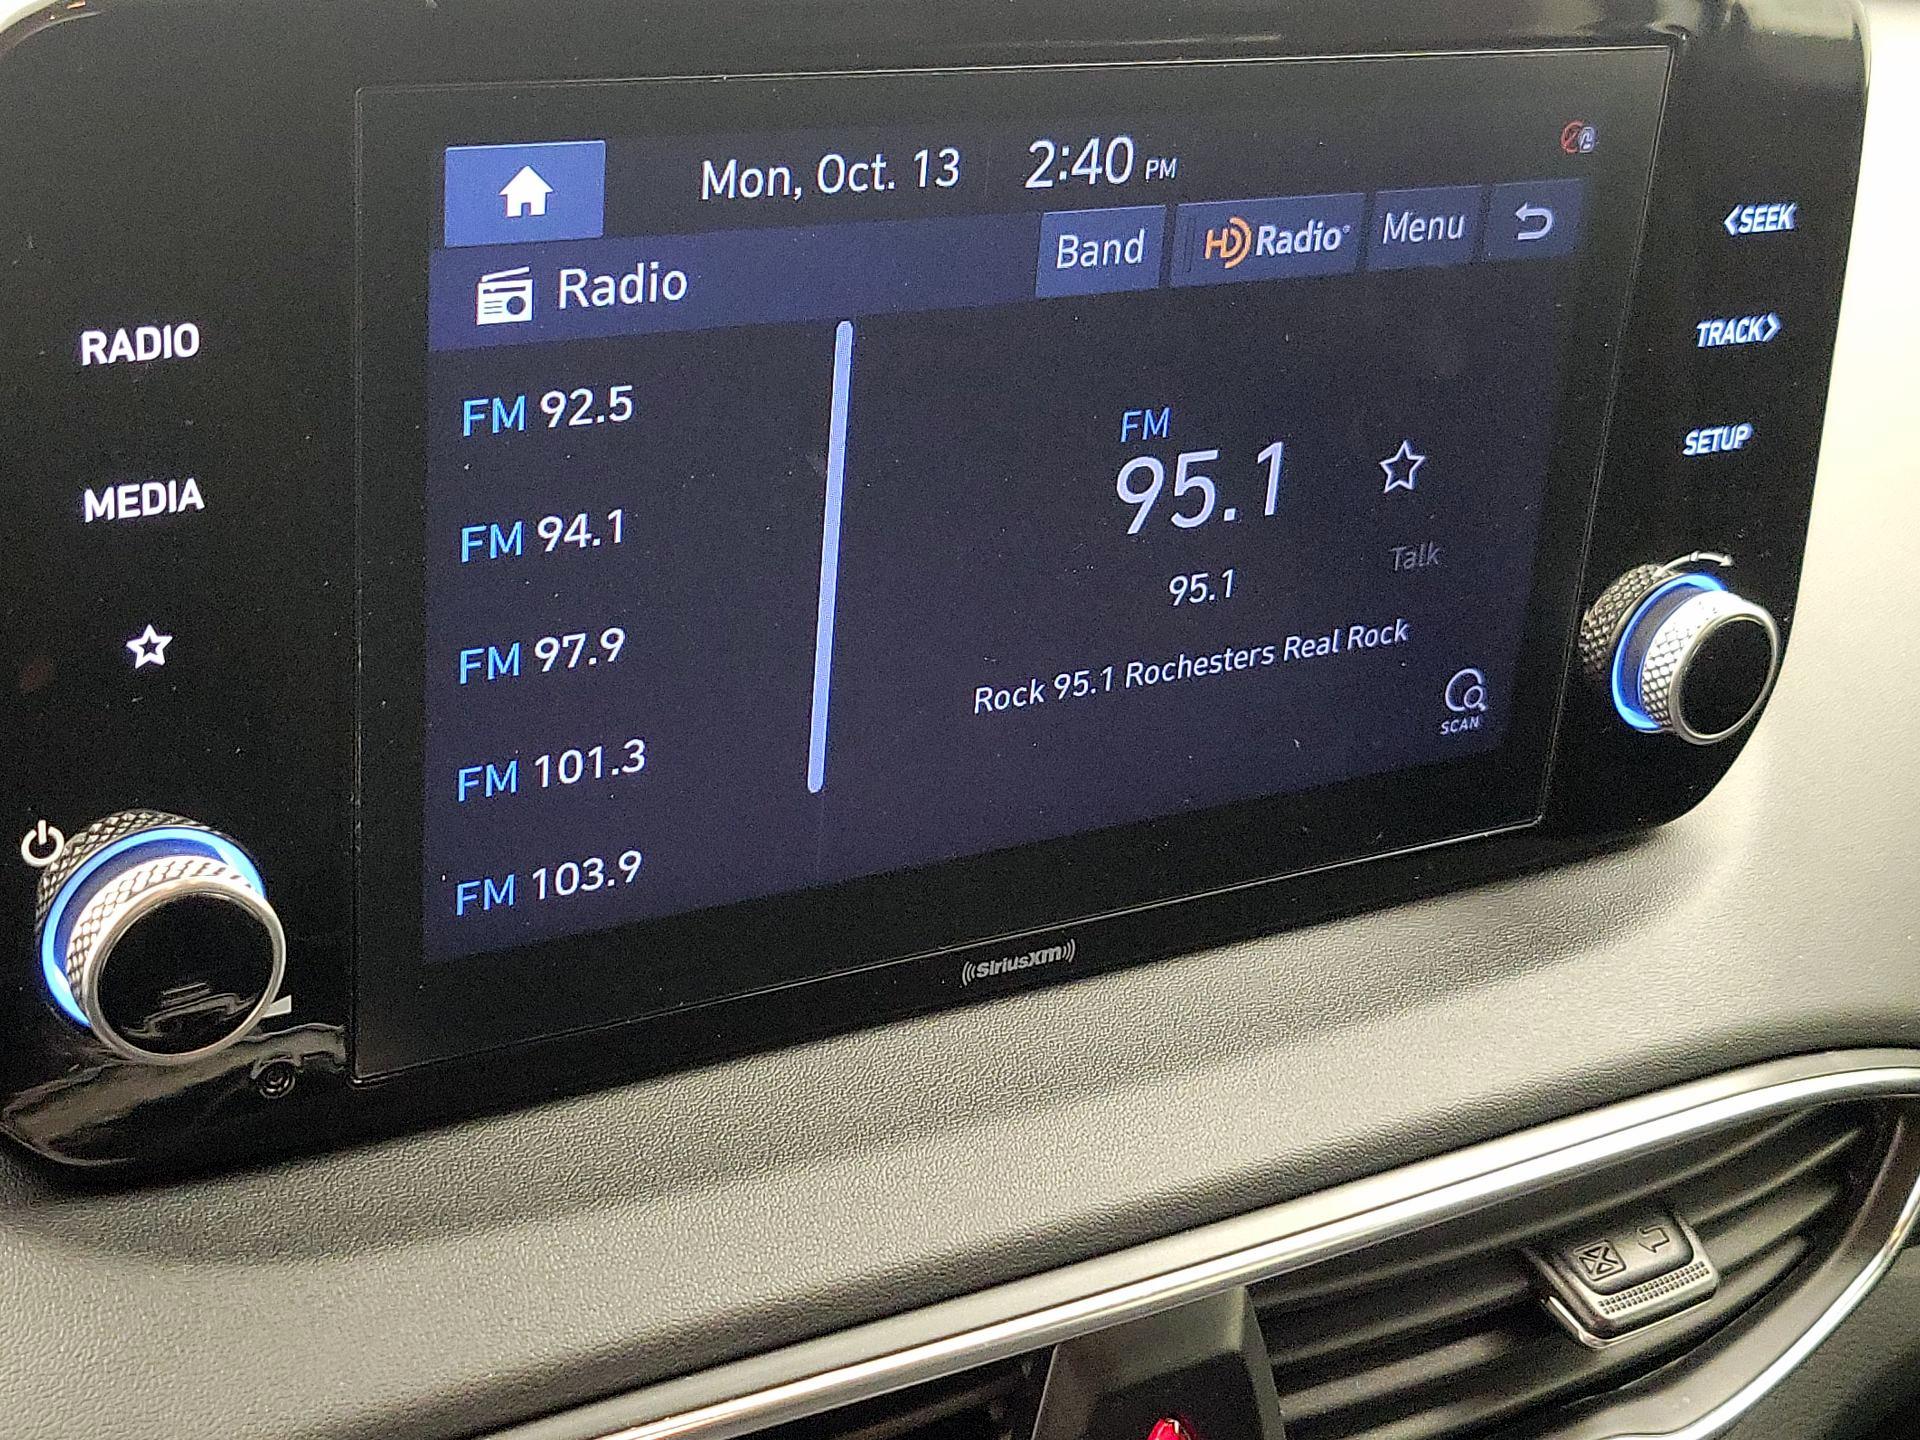 Mon, Oct. 13 2:40 PM
Radio
Band HD Radio® Menu
FM 92.5
FM 94.1
FM 97.9
FM 101.3
FM 103.9
FM
95.1
Talk
95.1
Rock 95.1 Rochesters Real Rock
SCAN
RADIO
MEDIA
<SEEK
TRACK>
SETUP
((SiriusXM))